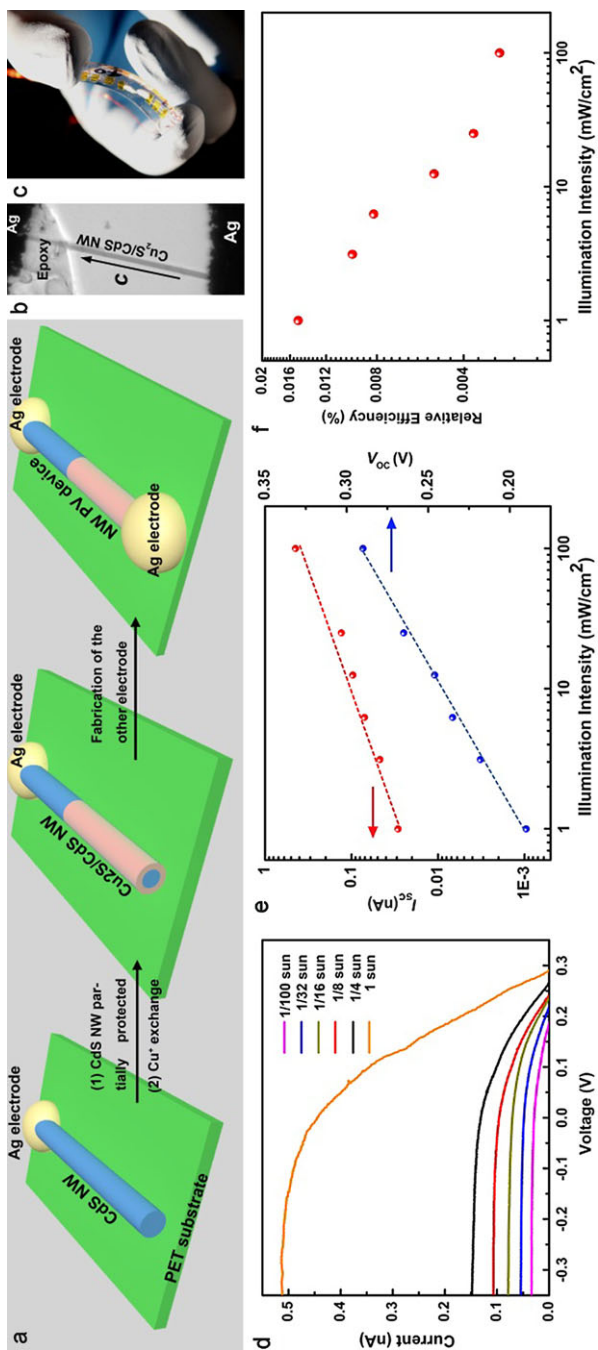 a
Ag electrode
CdS NW
PET substrate
(1) CdS NW par-
tially protected
(2) Cu⁺ exchange
Ag electrode
Cu2S/CdS NW
Fabrication of the
other electrode
Ag electrode
NW PV device
Ag electrode
b
Ag
Epoxy
Cu₂S/CdS NW
c
Ag
c
d
Current (nA)
0.5
0.4
0.3
0.2
0.1
0.0
1/100 sun
1/32 sun
1/16 sun
1/8 sun
1/4 sun
1 sun
-0.3
-0.2
-0.1
0.0
0.1
0.2
0.3
Voltage (V)
e
I_SC(nA)
1
0.1
0.01
1E-3
0.35
0.30
0.25
0.20
V_OC (V)
1
10
100
Illumination Intensity (mW/cm²)
f
Relative Efficiency (%)
0.02
0.016
0.012
0.008
0.004
1
10
100
Illumination Intensity (mW/cm²)